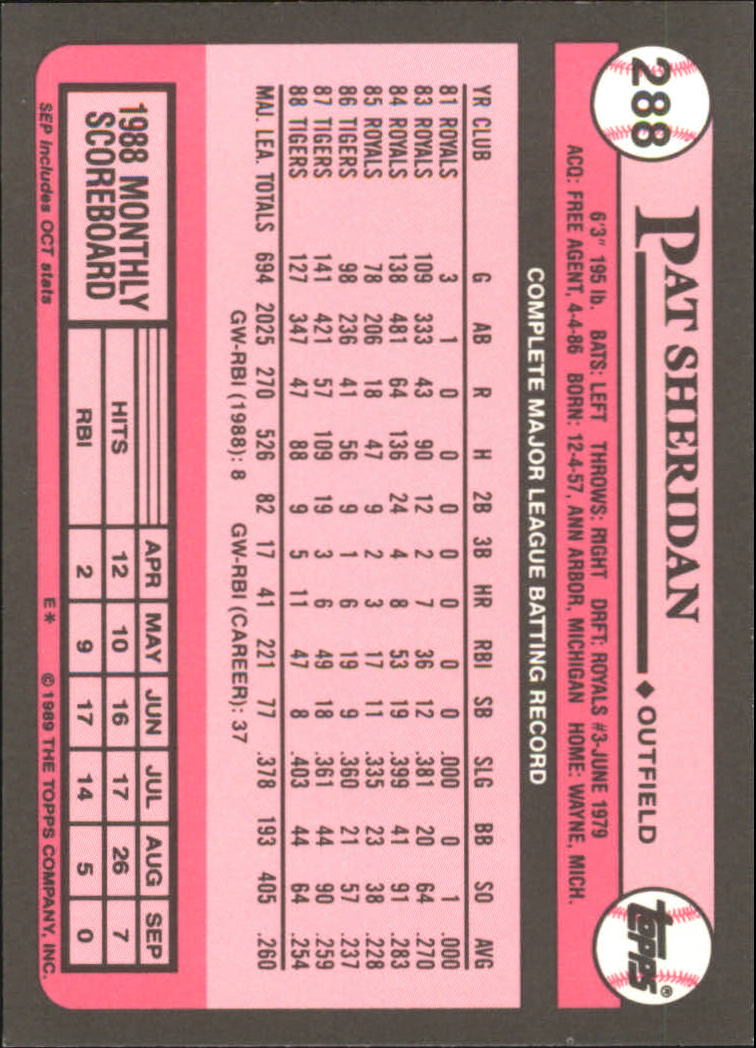 288
PAT SHERIDAN ♦ OUTFIELD
TOPPS®
6'3" 195 lb. BATS: LEFT THROWS: RIGHT DRFT: ROYALS #3-JUNE 1979
ACQ: FREE AGENT, 4-4-86 BORN: 12-4-57, ANN ARBOR, MICHIGAN HOME: WAYNE, MICH.
COMPLETE MAJOR LEAGUE BATTING RECORD
YR CLUB G AB R H 2B 3B HR RBI SB SLG BB SO AVG
81 ROYALS 3 1 0 0 0 0 0 0 0 .000 0 1 .000
83 ROYALS 109 333 43 90 12 2 7 36 12 .381 20 64 .270
84 ROYALS 138 481 64 136 24 4 8 53 19 .399 41 91 .283
85 ROYALS 78 206 18 47 9 2 3 17 11 .335 23 38 .228
86 TIGERS 98 236 41 56 9 1 6 19 9 .360 21 57 .237
87 TIGERS 141 421 57 109 19 3 6 49 18 .361 44 90 .259
88 TIGERS 127 347 47 88 9 5 11 47 8 .403 44 64 .254
MAJ. LEA. TOTALS 694 2025 270 526 82 17 41 221 77 .378 193 405 .260
GW-RBI (1988): 8 GW-RBI (CAREER): 37
1988 MONTHLY
SCOREBOARD
APR MAY JUN JUL AUG SEP
HITS 12 10 16 17 26 7
RBI 2 9 17 14 5 0
SEP includes OCT stats E* ©1989 THE TOPPS COMPANY, INC.